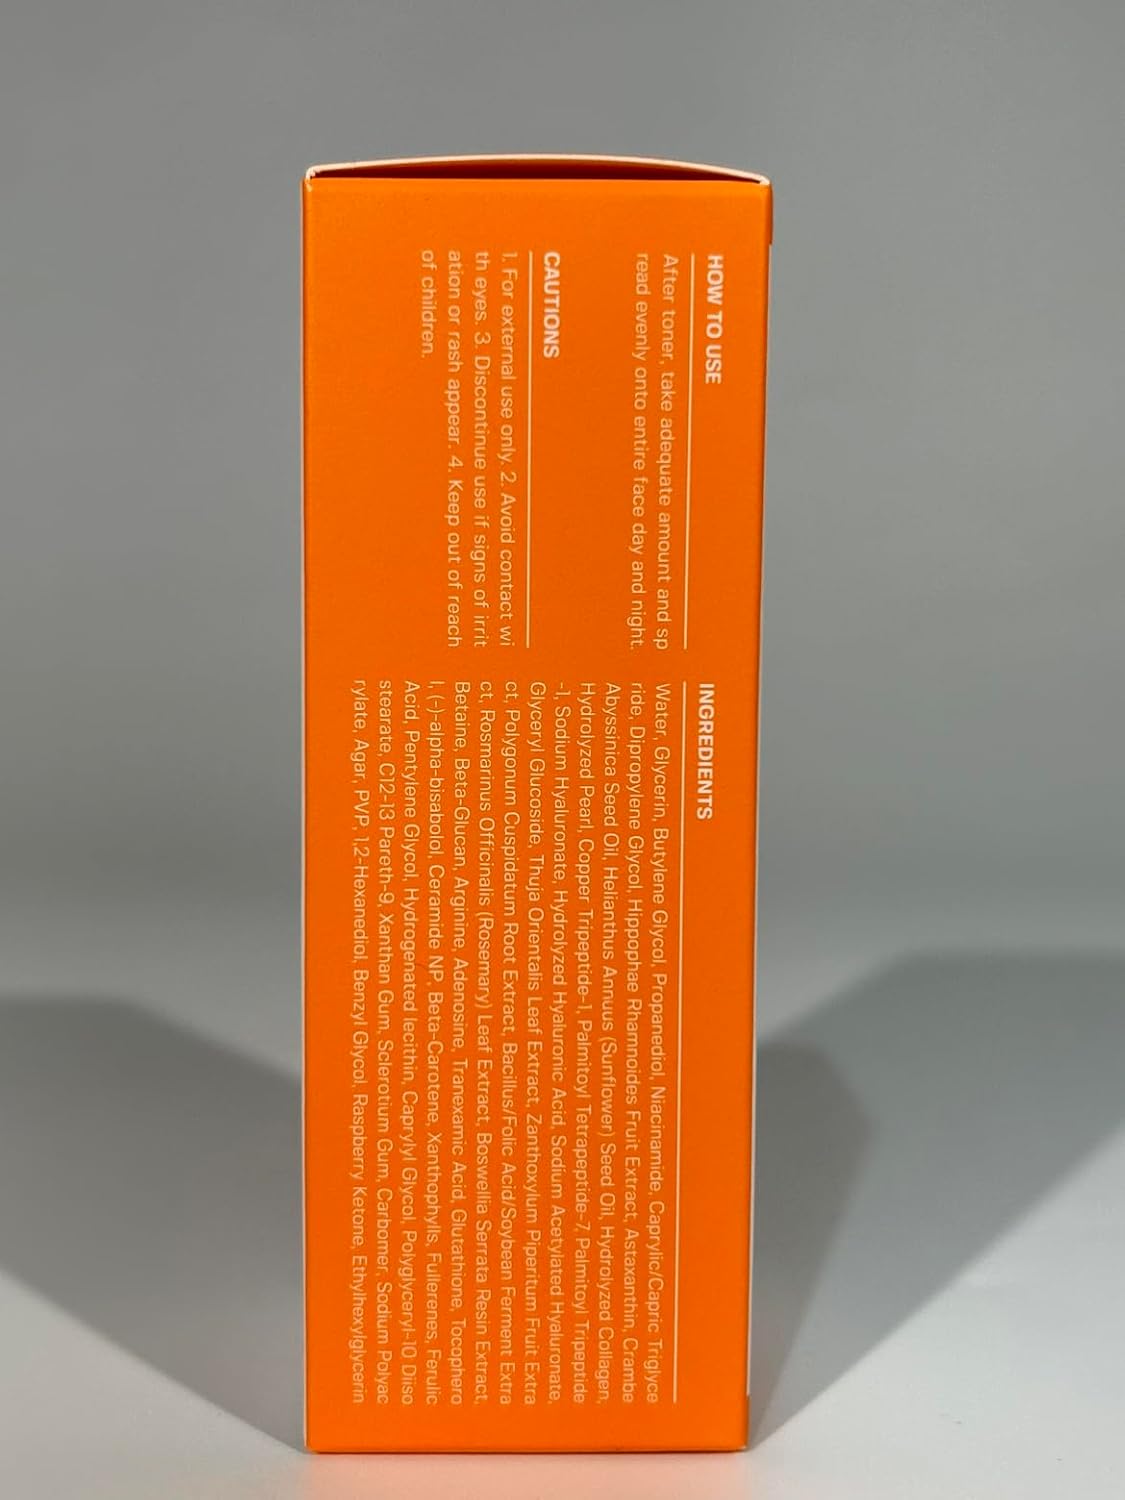 HOW TO USE
After toner, take adequate amount and sp
read evenly onto entire face day and night.
CAUTIONS
1. For external use only. 2. Avoid contact wi
th eyes. 3. Discontinue use if signs of irrit
ation or rash appear. 4. Keep out of reach
of children.
INGREDIENTS
Water, Glycerin, Butylene Glycol, Propanediol, Niacinamide, Caprylic/Capric Triglyce
ride, Dipropylene Glycol, Hippophae Rhamnoides Fruit Extract, Astaxanthin, Crambe
Abyssinica Seed Oil, Helianthus Annuus (Sunflower) Seed Oil, Hydrolyzed Collagen,
Hydrolyzed Pearl, Copper Tripeptide-1, Palmitoyl Tetrapeptide-7, Palmitoyl Tripeptide
-1, Sodium Hyaluronate, Hydrolyzed Hyaluronic Acid, Sodium Acetylated Hyaluronate,
Glyceryl Glucoside, Thuja Orientalis Leaf Extract, Zanthoxylum Piperitum Fruit Extra
ct, Polygonum Cuspidatum Root Extract, Bacillus/Folic Acid/Soybean Ferment Extra
ct, Rosmarinus Officinalis (Rosemary) Leaf Extract, Boswellia Serrata Resin Extract,
Betaine, Beta-Glucan, Arginine, Adenosine, Tranexamic Acid, Glutathione, Tocophero
l, (-)-alpha-bisabolol, Ceramide NP, Beta-Carotene, Xanthophylls, Fullerenes, Ferulic
Acid, Pentylene Glycol, Hydrogenated lecithin, Caprylyl Glycol, Polyglyceryl-10 Diiso
stearate, C12-13 Pareth-9, Xanthan Gum, Sclerotium Gum, Carbomer, Sodium Polyac
rylate, Agar, PVP, 1,2-Hexanediol, Benzyl Glycol, Raspberry Ketone, Ethylhexylglycerin